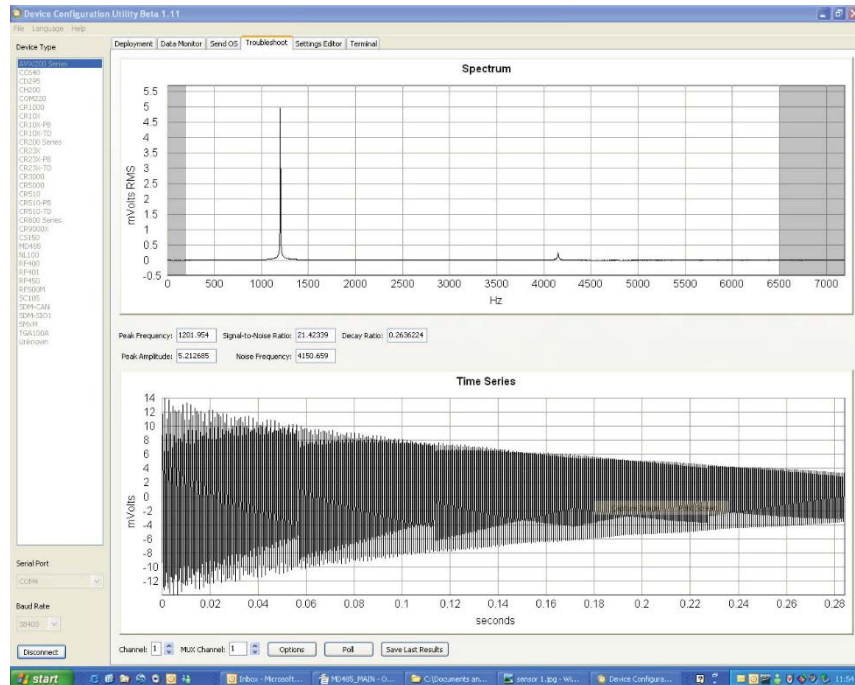 Device Configuration Utility Beta 1.11
File Language Help
Device Type
AVW200 Series
CC640
CD295
CH200
COM220
CR1000
CR10X
CR10X-PB
CR10X-TD
CR200 Series
CR23X
CR23X-PB
CR23X-TD
CR3000
CR5000
CR510
CR510-PB
CR510-TD
CR800 Series
CR9000X
CS150
MD485
NL100
RF400
RF401
RF450
RF500M
SC105
SDM-CAN
SDM-SIO1
SMxM
TGA100A
Unknown
Serial Port
COM4
Baud Rate
38400
Disconnect
Deployment Data Monitor Send OS Troubleshoot Settings Editor Terminal
Spectrum
mVolts RMS
5.5
5
4.5
4
3.5
3
2.5
2
1.5
1
0.5
0
-0.5
0 500 1000 1500 2000 2500 3000 3500 4000 4500 5000 5500 6000 6500 7000
Hz
Peak Frequency: 1201.954 Signal-to-Noise Ratio: 21.42339 Decay Ratio: 0.2636224
Peak Amplitude: 5.212685 Noise Frequency: 4150.659
Time Series
mVolts
14
12
10
8
6
4
2
0
-2
-4
-6
-8
-10
-12
0 0.02 0.04 0.06 0.08 0.1 0.12 0.14 0.16 0.18 0.2 0.22 0.24 0.26 0.28
seconds
Channel: 1 MUX Channel: 1 Options Poll Save Last Results
start
Inbox - Microsoft...
MD485_MAIN - O...
C:\Documents an...
sensor 1.jpg - Wi...
Device Configura...
11:54